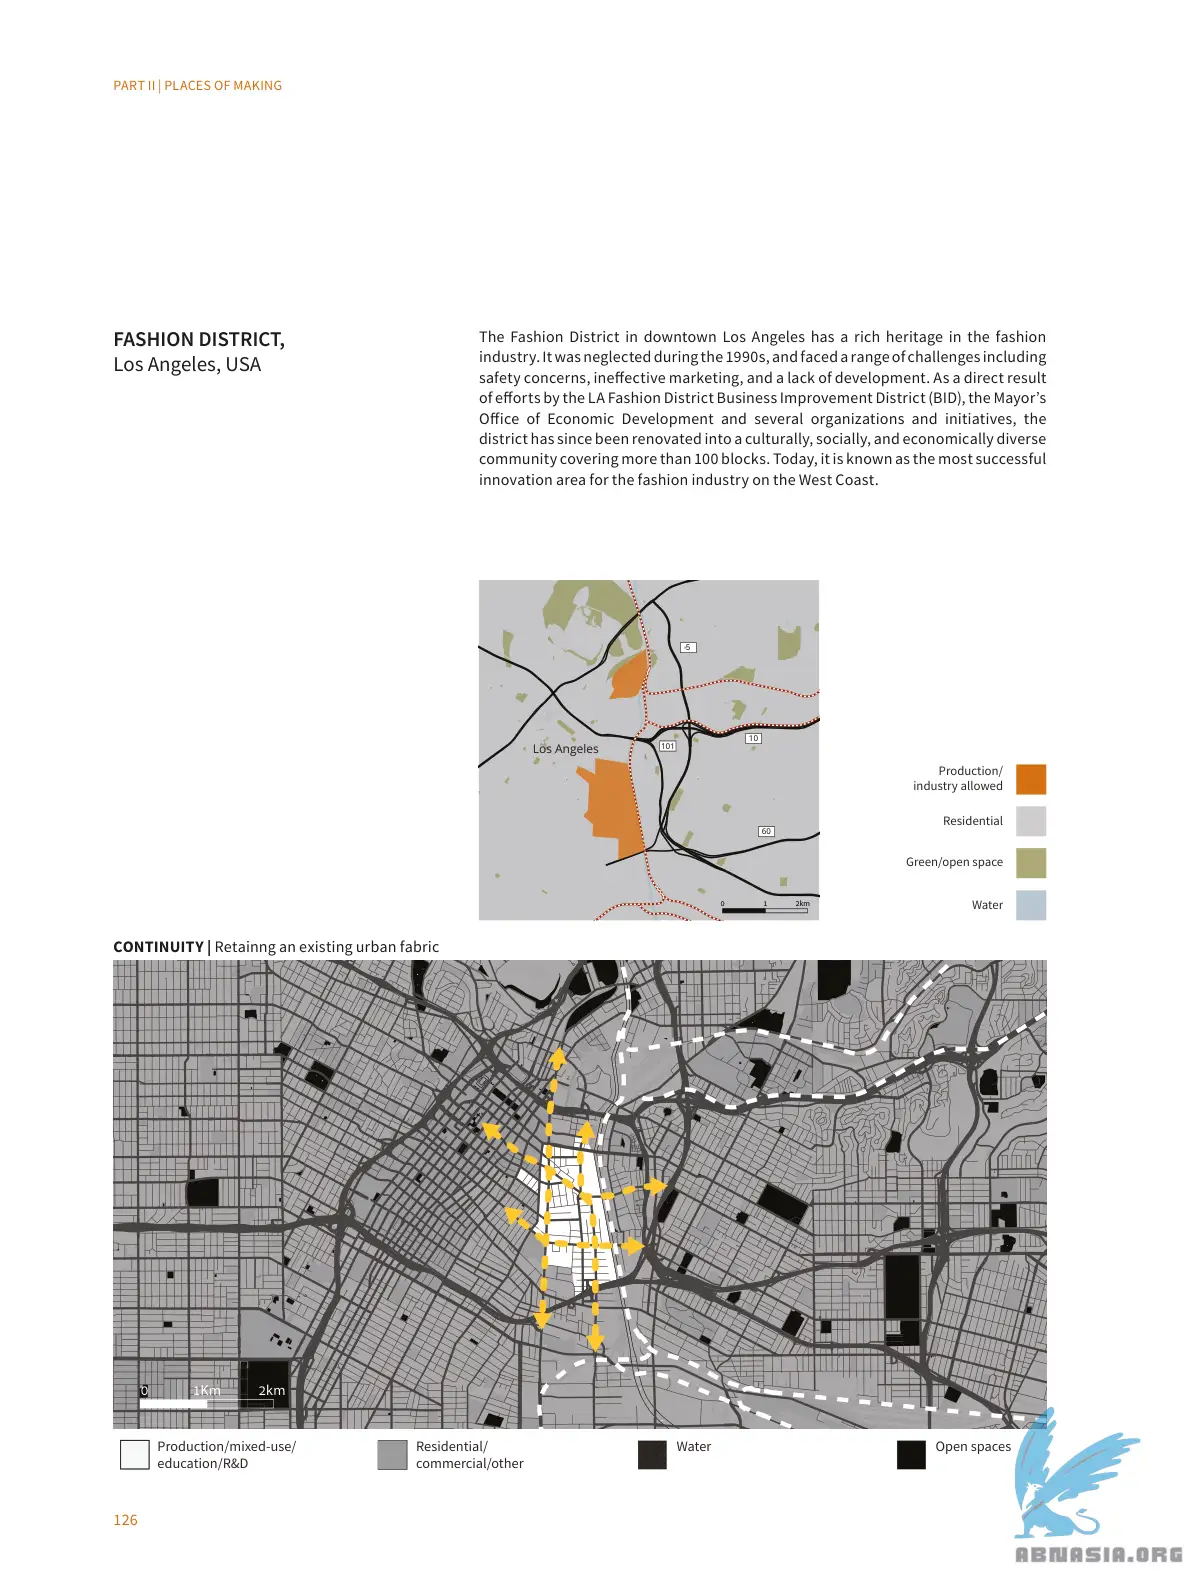 PART II | PLACES OF MAKING
FASHION DISTRICT,
Los Angeles, USA
The Fashion District in downtown Los Angeles has a rich heritage in the fashion
industry. It was neglected during the 1990s, and faced a range of challenges including
safety concerns, ineffective marketing, and a lack of development. As a direct result
of efforts by the LA Fashion District Business Improvement District (BID), the Mayor's
Office of Economic Development and several organizations and initiatives, the
district has since been renovated into a culturally, socially, and economically diverse
community covering more than 100 blocks. Today, it is known as the most successful
innovation area for the fashion industry on the West Coast.
-5
10
101
Los Angeles
60
0 1 2km
Production/
industry allowed
Residential
Green/open space
Water
CONTINUITY | Retainng an existing urban fabric
0 1Km 2km
Production/mixed-use/
education/R&D
Residential/
commercial/other
Water
Open spaces
126
ABNASIA.ORG